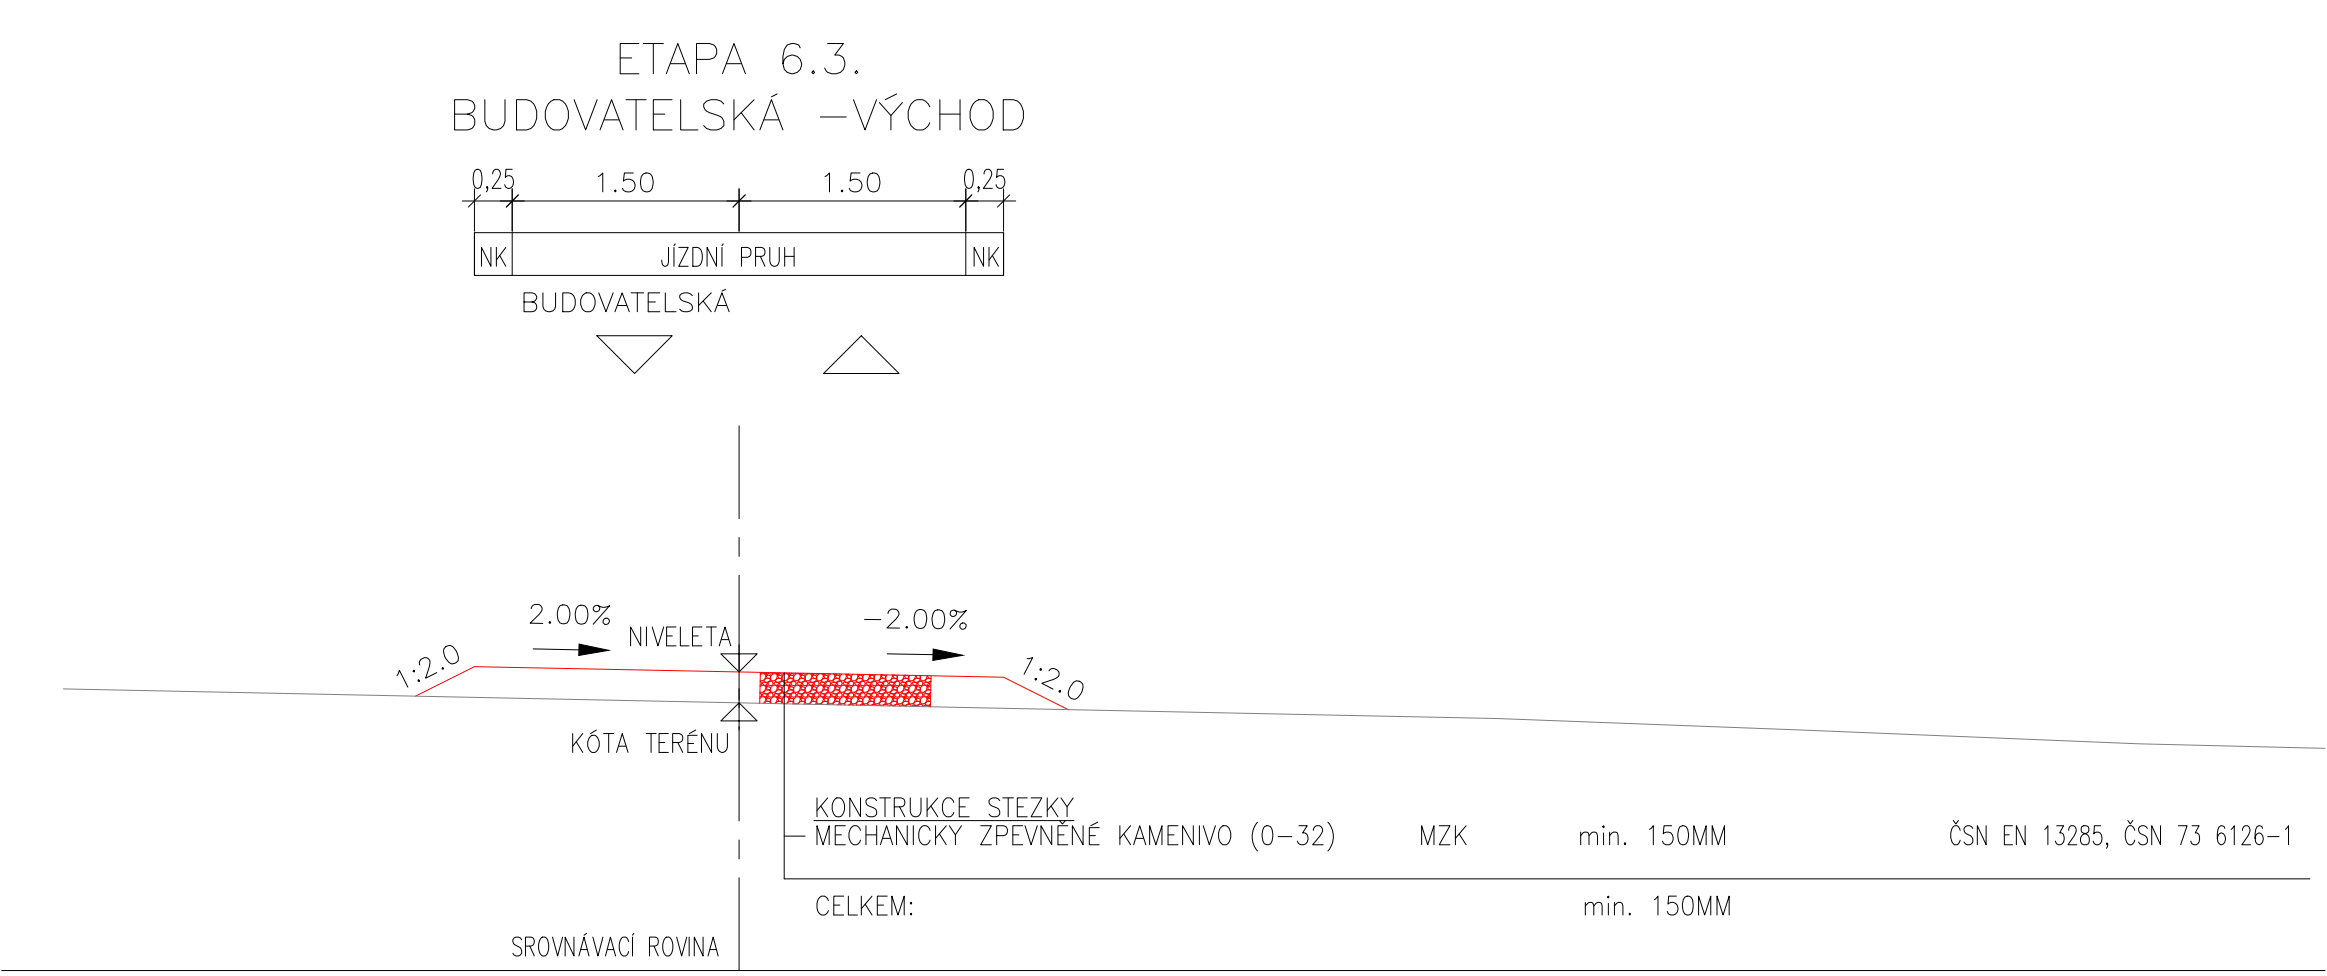 ETAPA 6.3.
BUDOVATELSKÁ –VÝCHOD
0,25 1.50 1.50 0,25
NK JÍZDNÍ PRUH NK
BUDOVATELSKÁ
2.00% –2.00%
NIVELETA
1:2.0 1:2.0
KÓTA TERÉNU
KONSTRUKCE STEZKY
MECHANICKY ZPEVNĚNÉ KAMENIVO (0–32) MZK min. 150MM ČSN EN 13285, ČSN 73 6126–1
CELKEM: min. 150MM
SROVNÁVACÍ ROVINA